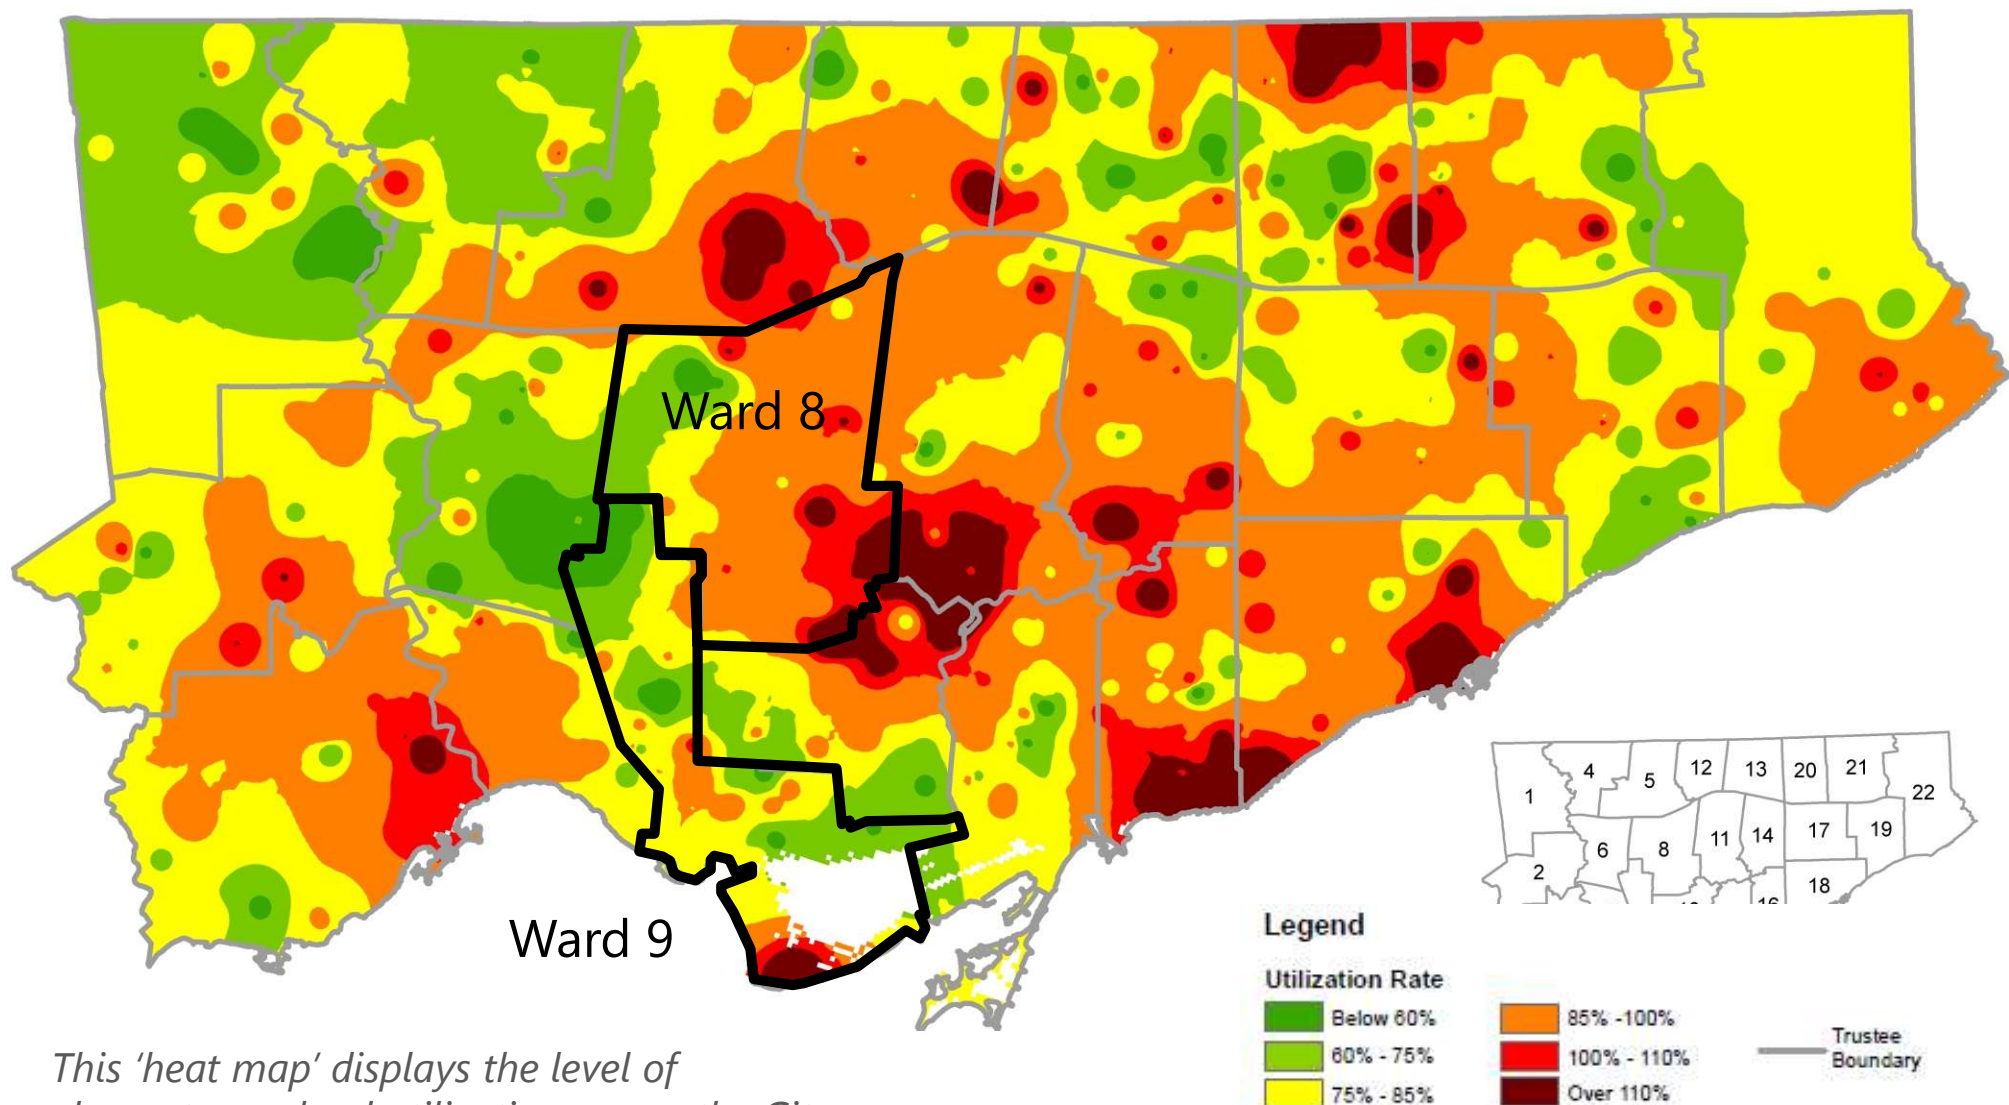 Ward 8
Ward 9
4
5
12
13
20
21
1
22
6
8
11
14
17
19
2
18
16
Legend
Utilization Rate
Below 60%
60% - 75%
75% - 85%
85% -100%
100% - 110%
Over 110%
Trustee
Boundary
This ‘heat map’ displays the level of